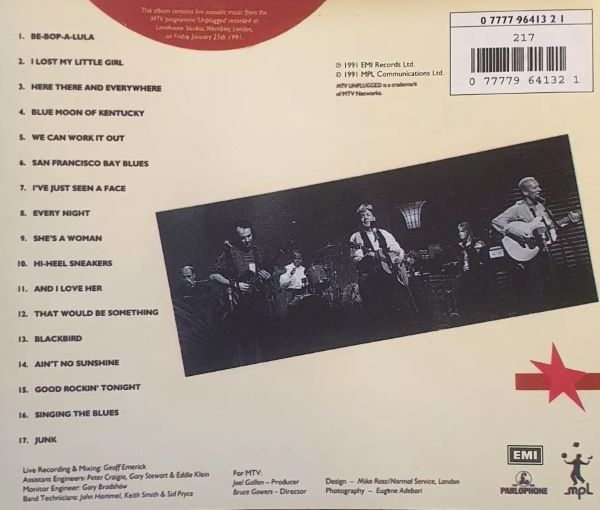 This album contains live acoustic music from the
MTV programme 'Unplugged' recorded at
Limehouse Studios, Wembley, London,
on Friday January 25th 1991.
0 7777 96413 2 1
217
0 77779 64132 1
℗ 1991 EMI Records Ltd.
© 1991 MPL Communications Ltd.
MTV UNPLUGGED is a trademark
of MTV Networks.
1. BE-BOP-A-LULA
2. I LOST MY LITTLE GIRL
3. HERE THERE AND EVERYWHERE
4. BLUE MOON OF KENTUCKY
5. WE CAN WORK IT OUT
6. SAN FRANCISCO BAY BLUES
7. I'VE JUST SEEN A FACE
8. EVERY NIGHT
9. SHE'S A WOMAN
10. HI-HEEL SNEAKERS
11. AND I LOVE HER
12. THAT WOULD BE SOMETHING
13. BLACKBIRD
14. AIN'T NO SUNSHINE
15. GOOD ROCKIN' TONIGHT
16. SINGING THE BLUES
17. JUNK
Live Recording & Mixing: Geoff Emerick
Assistant Engineers: Peter Craigie, Gary Stewart & Eddie Klein
Monitor Engineer: Gary Bradshaw
Band Technicians: John Hammel, Keith Smith & Sid Pryce
For MTV:
Joel Gallen – Producer
Bruce Gowers – Director
Design – Mike Ross/Normal Service, London
Photography – Eugene Adebari
EMI
PARLOPHONE
mpl